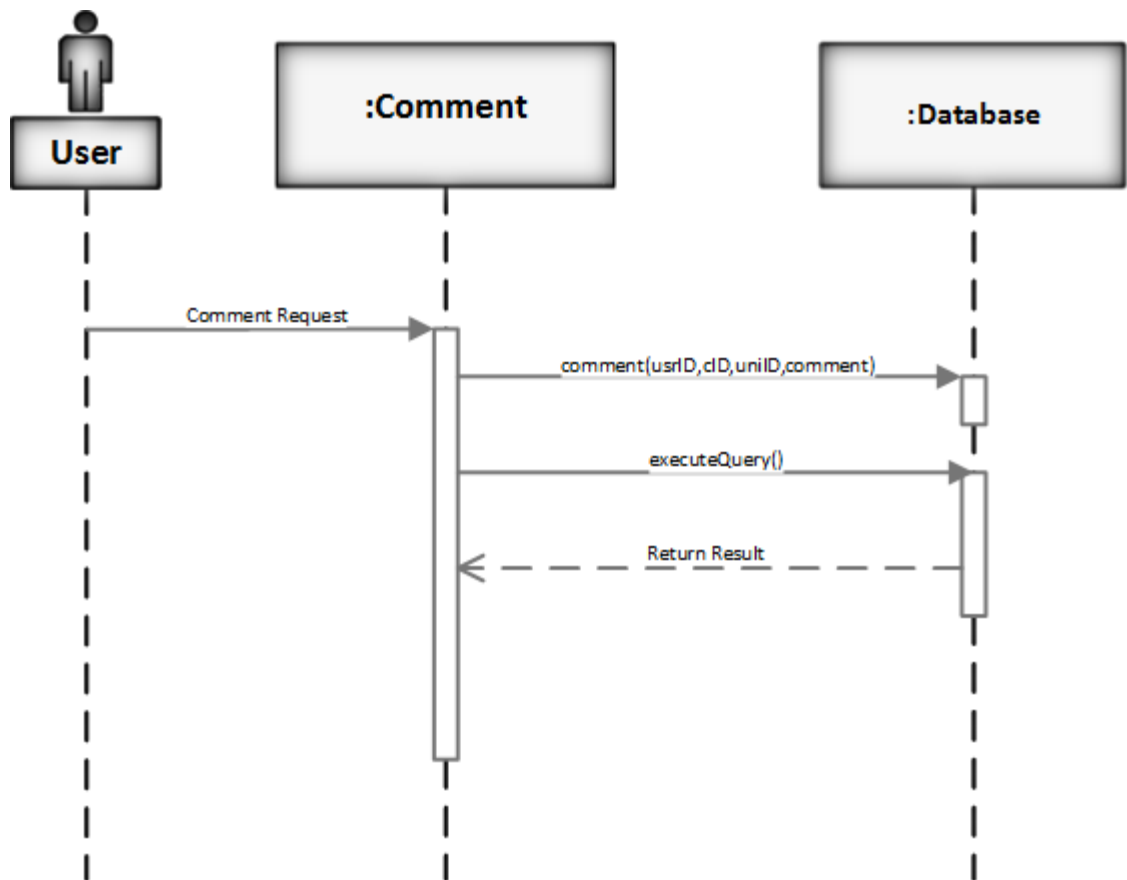 :Comment
:Database
User
Comment Request
comment(usrID,cID,uniID,comment)
executeQuery()
Return Result